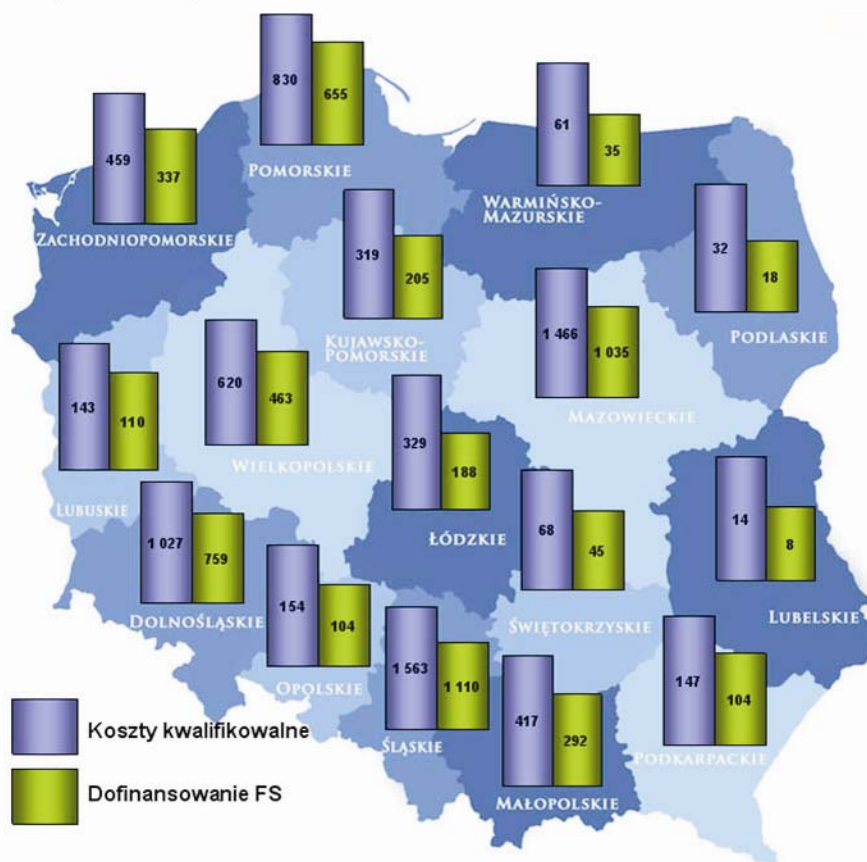 830
655
POMORSKIE
459
337
ZACHODNIOPOMORSKIE
61
35
WARMIŃSKO-
MAZURSKIE
319
205
KUJAWSKO-
POMORSKIE
32
18
PODLASKIE
1 466
1 035
MAZOWIECKIE
143
110
LUBUSKIE
620
463
WIELKOPOLSKIE
329
188
ŁÓDZKIE
1 027
759
DOLNOŚLĄSKIE
68
45
ŚWIĘTOKRZYSKIE
14
8
LUBELSKIE
154
104
OPOLSKIE
1 563
1 110
ŚLĄSKIE
417
292
MAŁOPOLSKIE
147
104
PODKARPACKIE
Koszty kwalifikowalne
Dofinansowanie FS